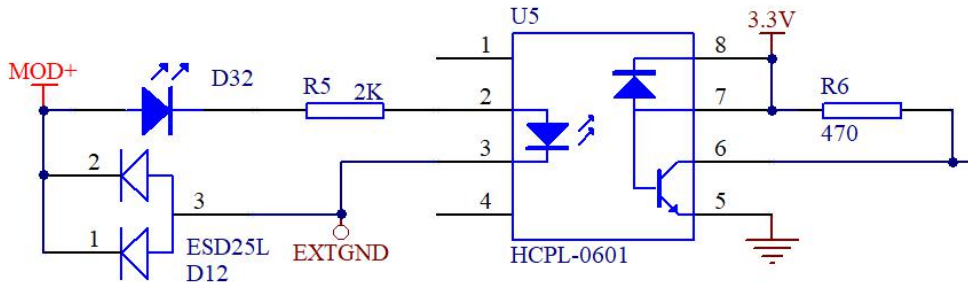 U5
3.3V
MOD+
D32
R5
2K
1
2
3
4
8
7
6
5
R6
470
2
1
3
ESD25L
D12
EXTGND
HCPL-0601